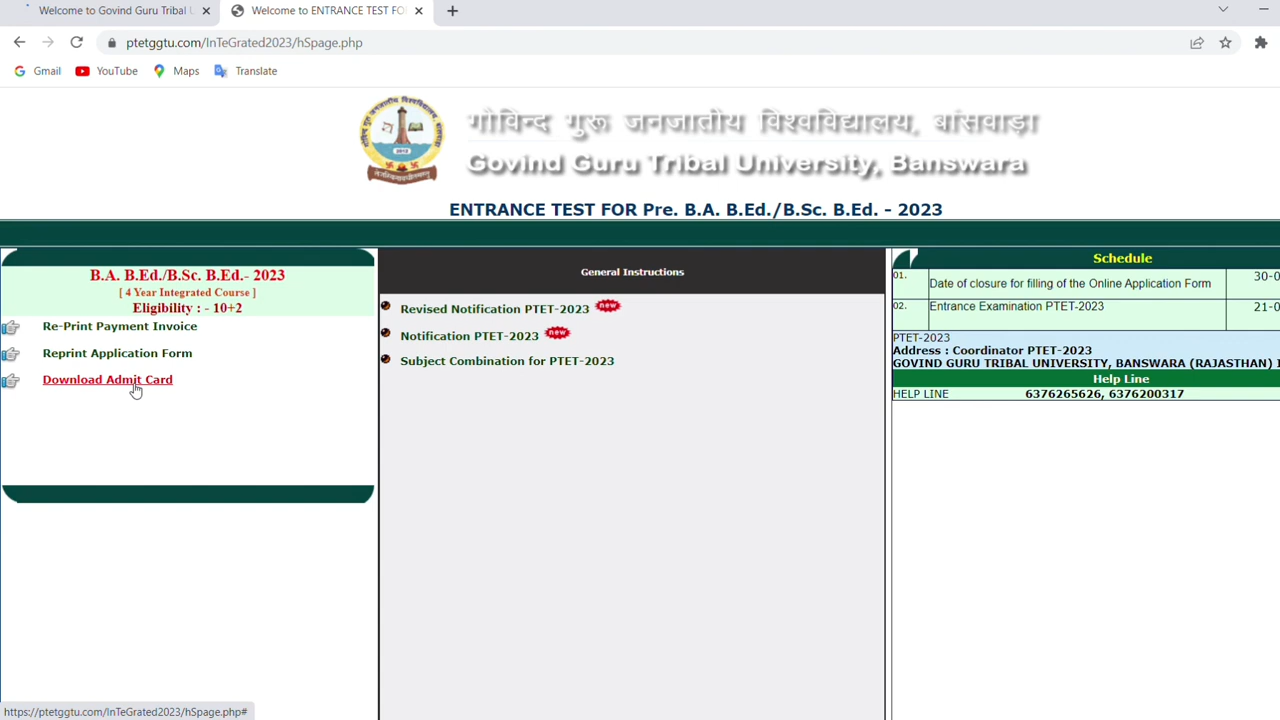 Welcome to Govind Guru Tribal U
Welcome to ENTRANCE TEST FO
ptetggtu.com/InTeGrated2023/hSpage.php
Gmail
YouTube
Maps
Translate
गोविन्द गुरू जनजातीय विश्वविद्यालय, बांसवाड़ा
Govind Guru Tribal University, Banswara
ENTRANCE TEST FOR Pre. B.A. B.Ed./B.Sc. B.Ed. - 2023
B.A. B.Ed./B.Sc. B.Ed.- 2023
[ 4 Year Integrated Course ]
Eligibility : - 10+2
Re-Print Payment Invoice
Reprint Application Form
Download Admit Card
General Instructions
Revised Notification PTET-2023 new
Notification PTET-2023 new
Subject Combination for PTET-2023
Schedule
01. Date of closure for filling of the Online Application Form 30-0
02. Entrance Examination PTET-2023 21-0
PTET-2023
Address : Coordinator PTET-2023
GOVIND GURU TRIBAL UNIVERSITY, BANSWARA (RAJASTHAN) I
Help Line
HELP LINE 6376265626, 6376200317
https://ptetggtu.com/InTeGrated2023/hSpage.php#